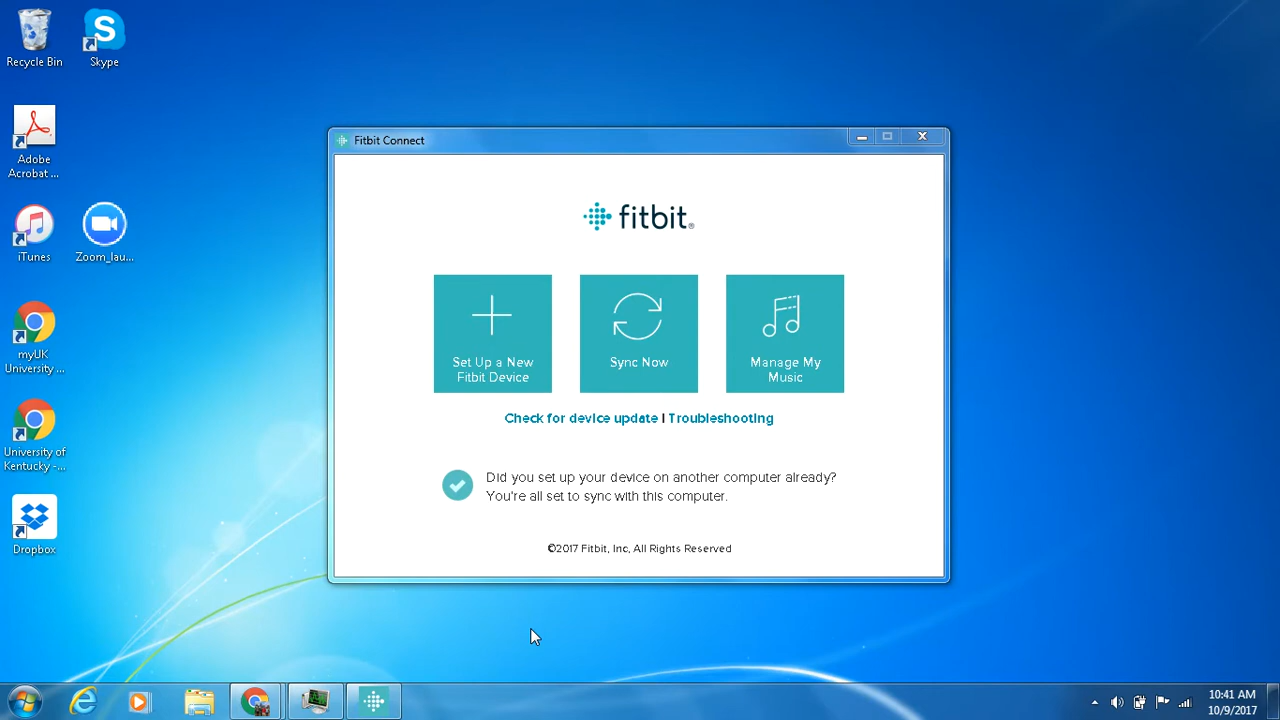 Recycle Bin
Skype
Adobe
Acrobat ...
iTunes
Zoom_lau...
myUK
University ...
University of
Kentucky -...
Dropbox
Fitbit Connect
fitbit®
Set Up a New
Fitbit Device
Sync Now
Manage My
Music
Check for device update | Troubleshooting
Did you set up your device on another computer already?
You're all set to sync with this computer.
©2017 Fitbit, Inc, All Rights Reserved
10:41 AM
10/9/2017